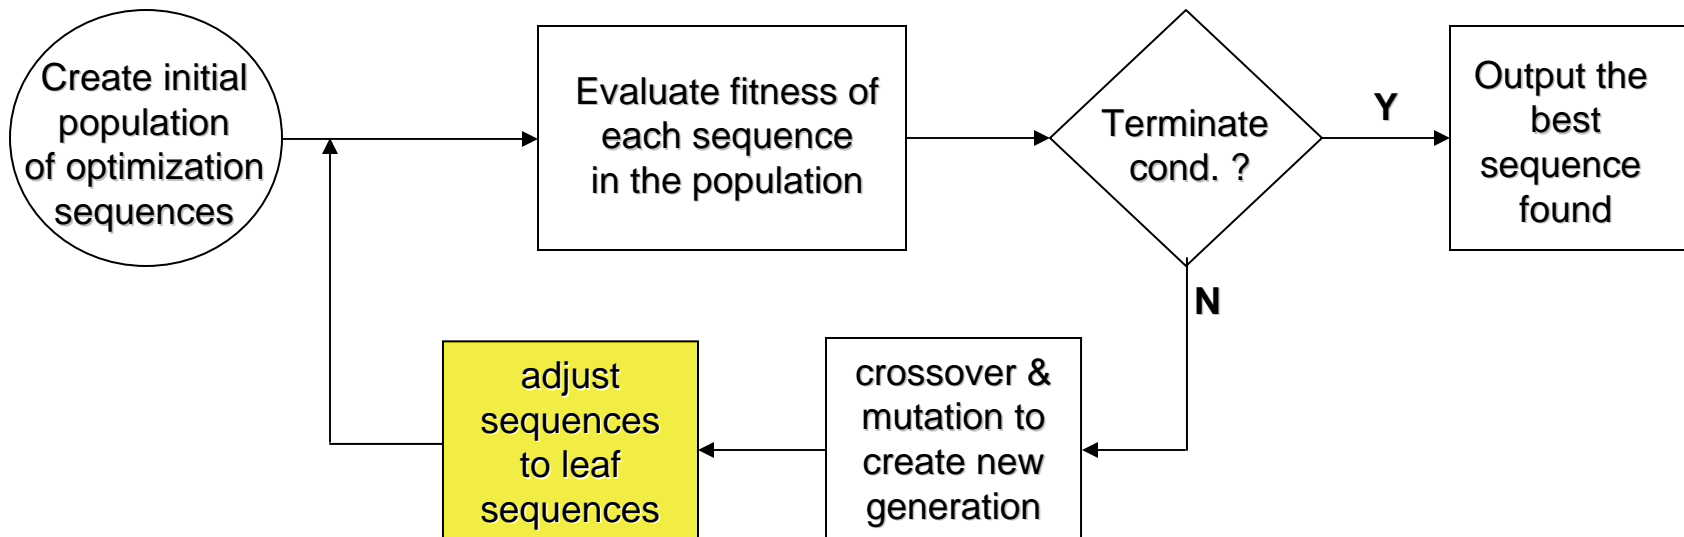 Create initial
population
of optimization
sequences
Evaluate fitness of
each sequence
in the population
Terminate
cond. ?
Y
Output the
best
sequence
found
N
adjust
sequences
to leaf
sequences
crossover &
mutation to
create new
generation